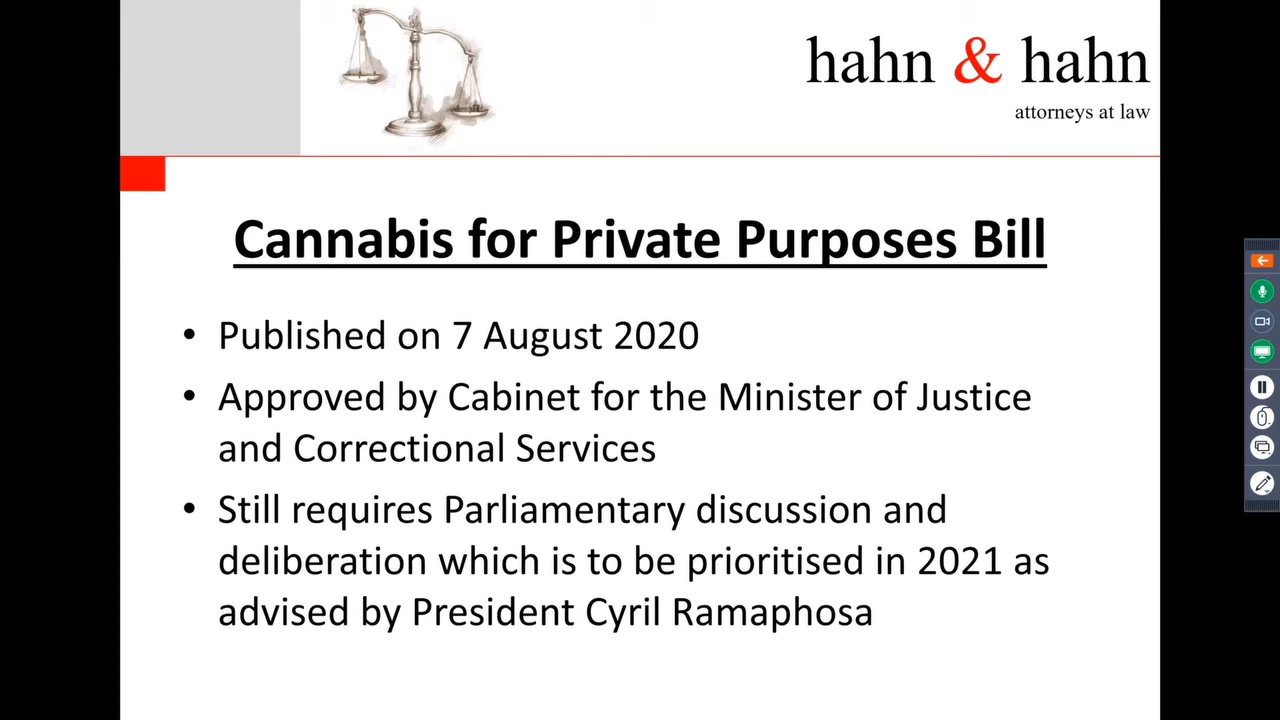 hahn & hahn
attorneys at law
Cannabis for Private Purposes Bill
• Published on 7 August 2020
• Approved by Cabinet for the Minister of Justice
and Correctional Services
• Still requires Parliamentary discussion and
deliberation which is to be prioritised in 2021 as
advised by President Cyril Ramaphosa